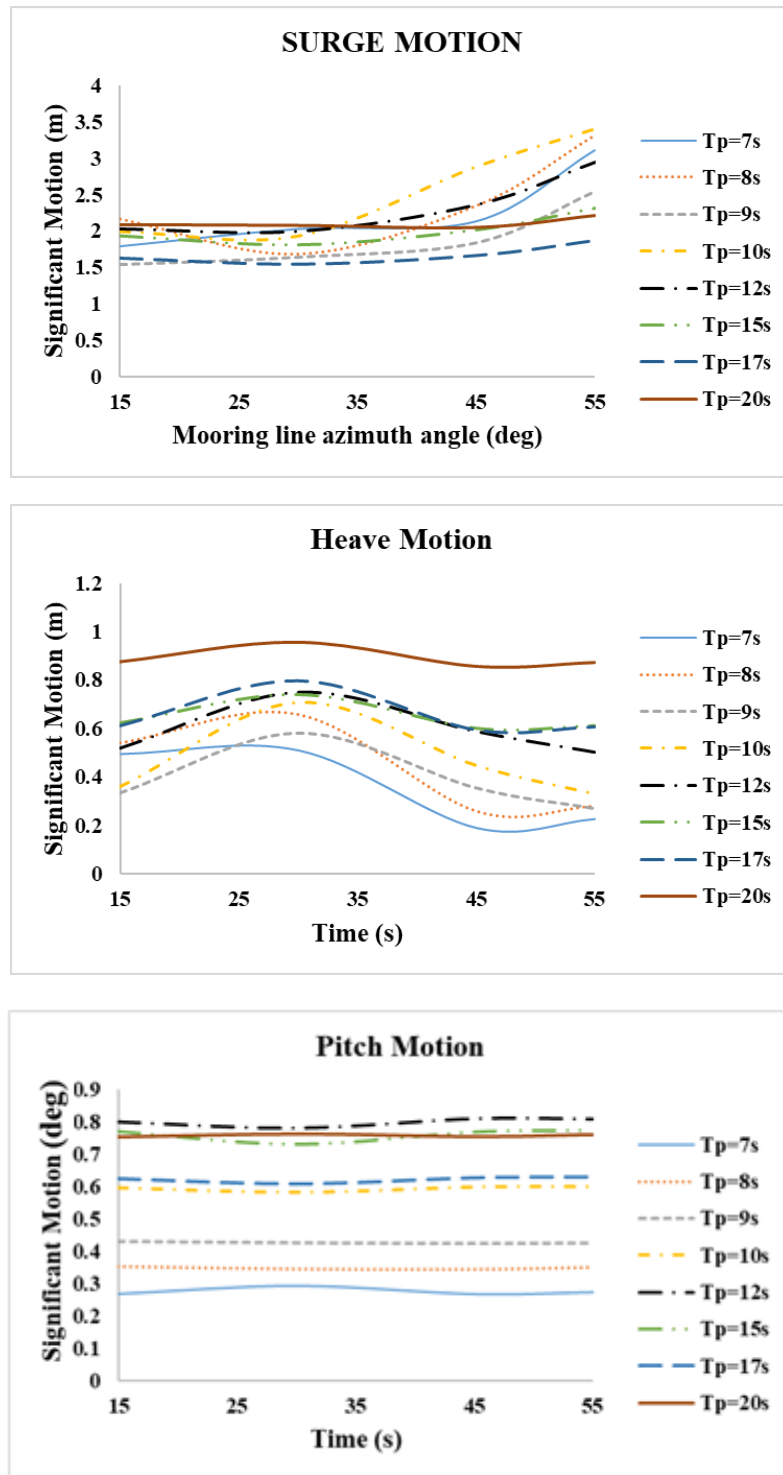 SURGE MOTION
Significant Motion (m)
4
3.5
3
2.5
2
1.5
1
0.5
0
15 25 35 45 55
Mooring line azimuth angle (deg)
Tp=7s
Tp=8s
Tp=9s
Tp=10s
Tp=12s
Tp=15s
Tp=17s
Tp=20s
Heave Motion
Significant Motion (m)
1.2
1
0.8
0.6
0.4
0.2
0
15 25 35 45 55
Time (s)
Tp=7s
Tp=8s
Tp=9s
Tp=10s
Tp=12s
Tp=15s
Tp=17s
Tp=20s
Pitch Motion
Significant Motion (deg)
0.9
0.8
0.7
0.6
0.5
0.4
0.3
0.2
0.1
0
15 25 35 45 55
Time (s)
Tp=7s
Tp=8s
Tp=9s
Tp=10s
Tp=12s
Tp=15s
Tp=17s
Tp=20s